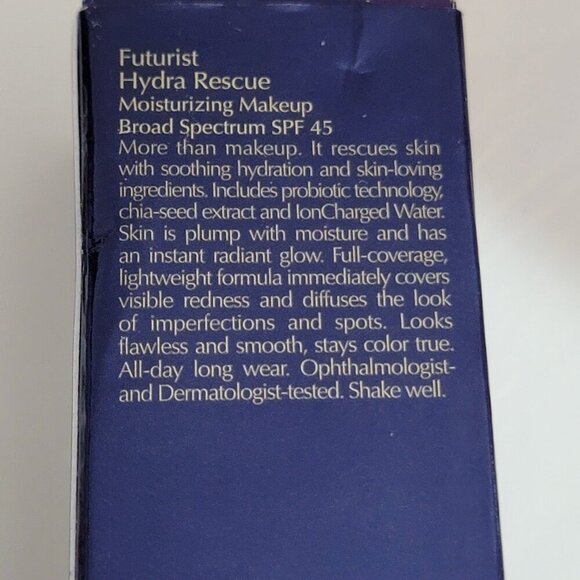 Futurist
Hydra Rescue
Moisturizing Makeup
Broad Spectrum SPF 45
More than makeup. It rescues skin
with soothing hydration and skin-loving
ingredients. Includes probiotic technology,
chia-seed extract and IonCharged Water.
Skin is plump with moisture and has
an instant radiant glow. Full-coverage,
lightweight formula immediately covers
visible redness and diffuses the look
of imperfections and spots. Looks
flawless and smooth, stays color true.
All-day long wear. Ophthalmologist-
and Dermatologist-tested. Shake well.